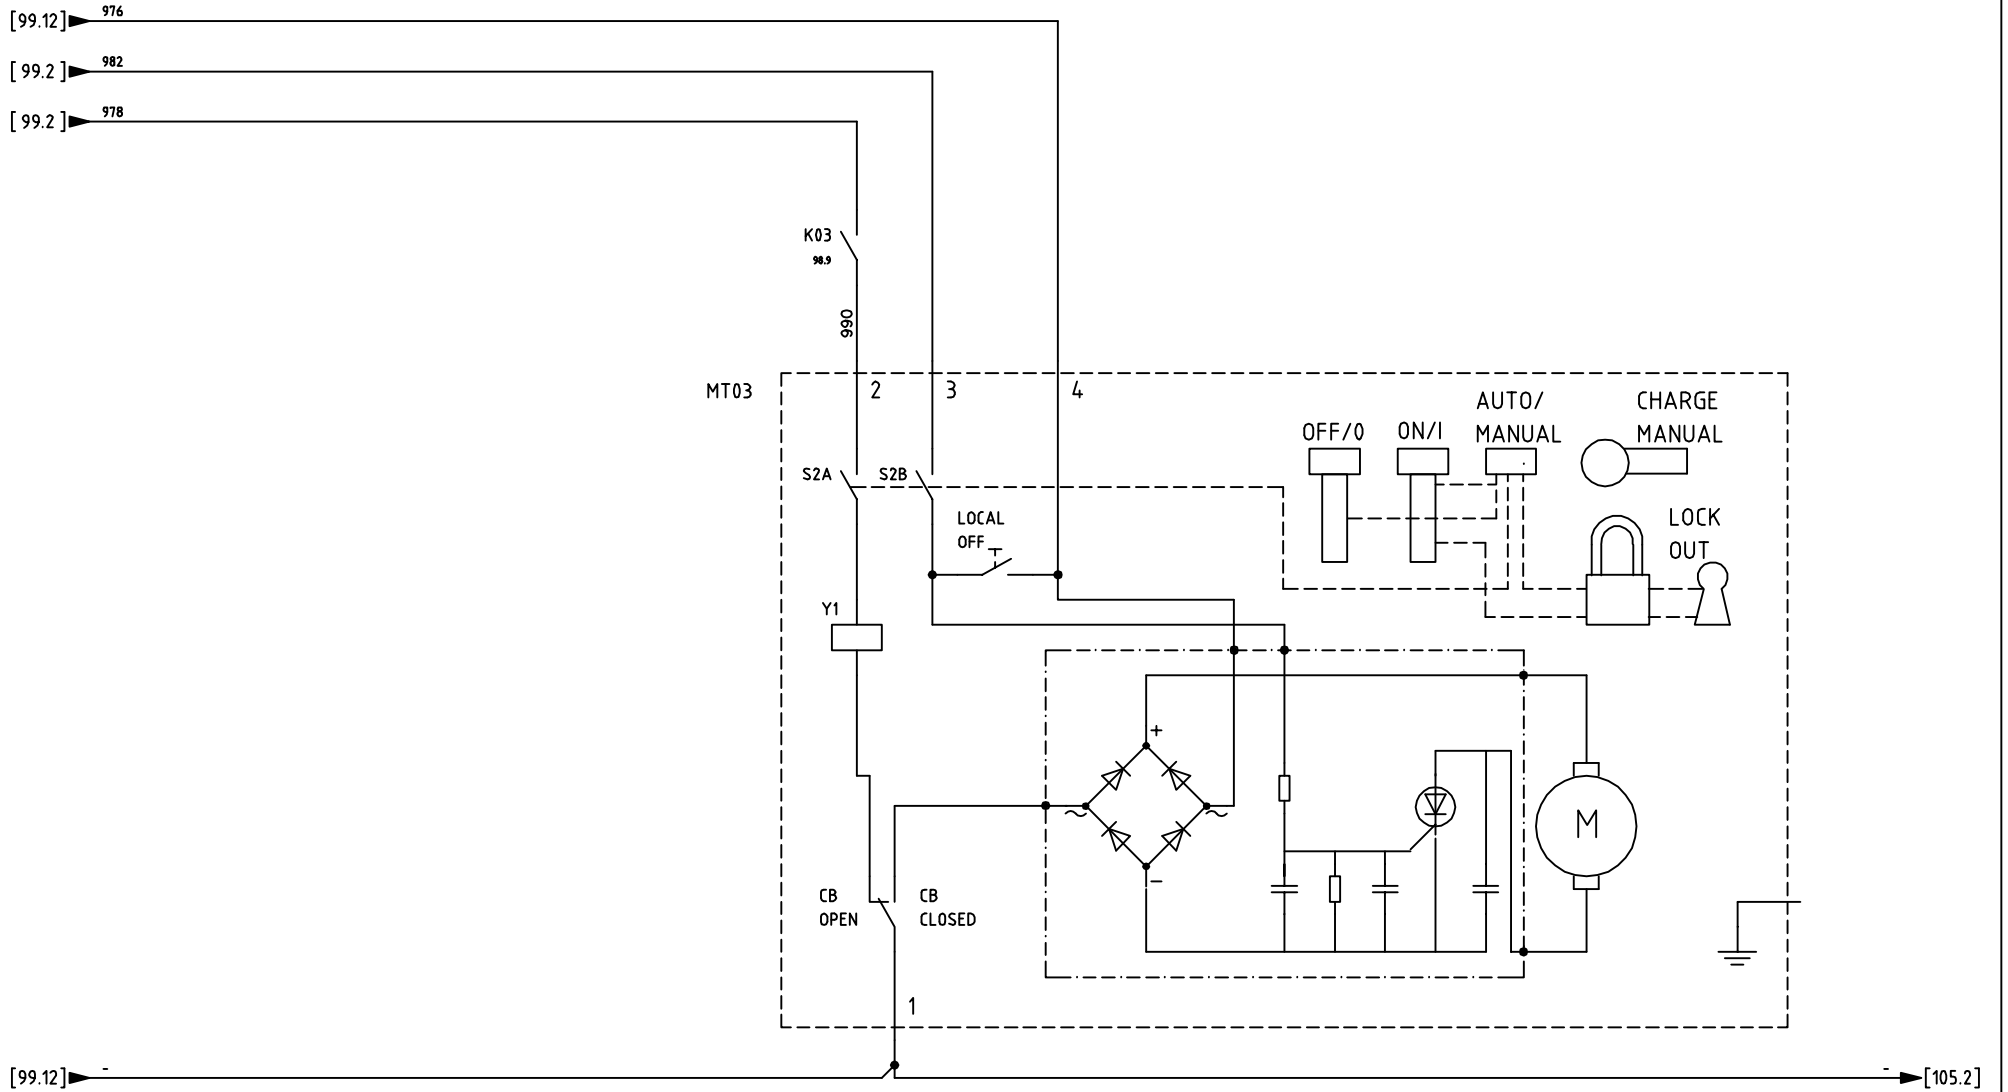 [99.12] 976
[99.2] 982
[99.2] 978
K03
98.9
990
MT03
2
3
4
OFF/0
ON/I
AUTO/
MANUAL
CHARGE
MANUAL
S2A
S2B
LOCAL
OFF
LOCK
OUT
Y1
+
~
~
M
−
CB
OPEN
CB
CLOSED
1
[99.12] -
- [105.2]